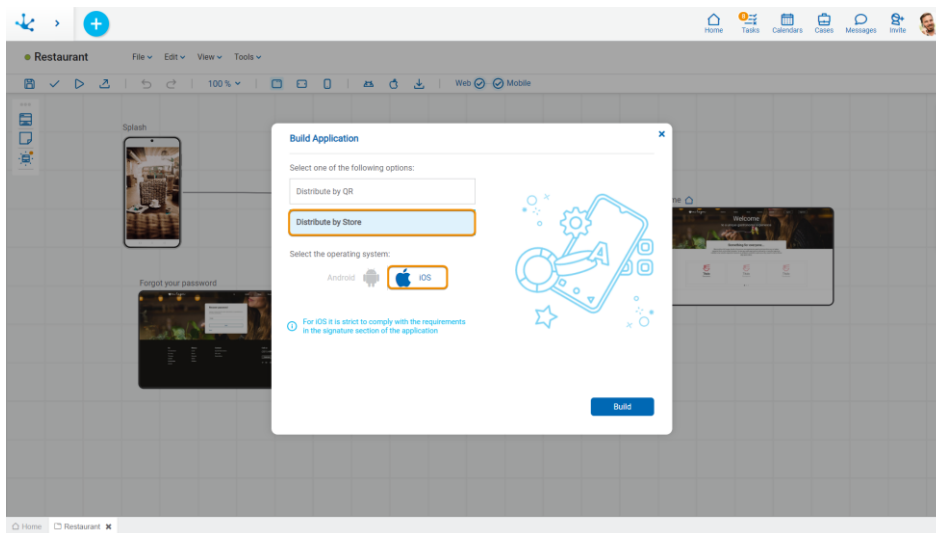 Home
Tasks
Calendars
Cases
Messages
Invite
Restaurant
File
Edit
View
Tools
100 %
Web
Mobile
Splash
Build Application
Select one of the following options:
Distribute by QR
Distribute by Store
Select the operating system:
Android
iOS
For iOS it is strict to comply with the requirements
in the signature section of the application
Build
Forgot your password
me
Welcome
Home
Restaurant